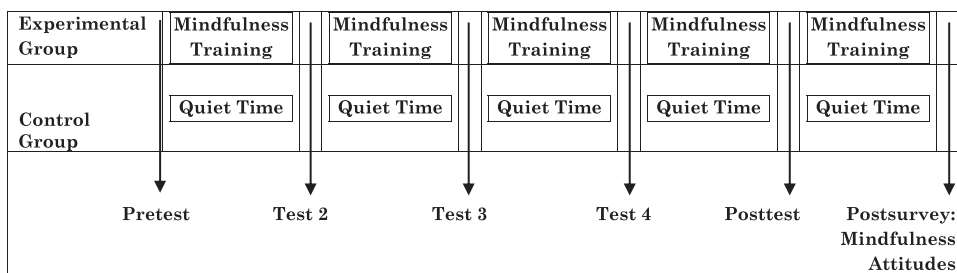 Experimental
Group
Mindfulness
Training
Mindfulness
Training
Mindfulness
Training
Mindfulness
Training
Mindfulness
Training
Control
Group
Quiet Time
Quiet Time
Quiet Time
Quiet Time
Quiet Time
Pretest
Test 2
Test 3
Test 4
Posttest
Postsurvey:
Mindfulness
Attitudes